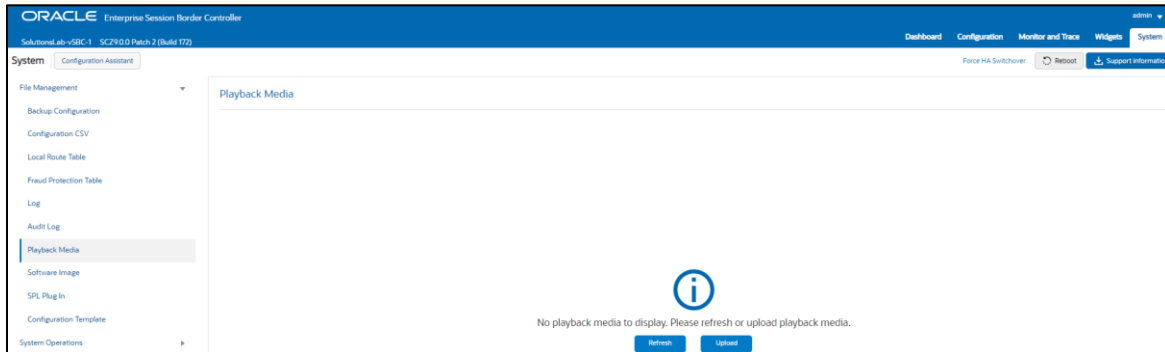 ORACLE Enterprise Session Border Controller
admin
SolutionsLab-vSBC-1 SCZ9.0.0 Patch 2 (Build 172)
Dashboard Configuration Monitor and Trace Widgets System
System Configuration Assistant
Force HA Switchover Reboot Support Information
File Management
Playback Media
Backup Configuration
Configuration CSV
Local Route Table
Fraud Protection Table
Log
Audit Log
Playback Media
Software Image
SPL Plug In
Configuration Template
No playback media to display. Please refresh or upload playback media.
System Operations
Refresh Upload